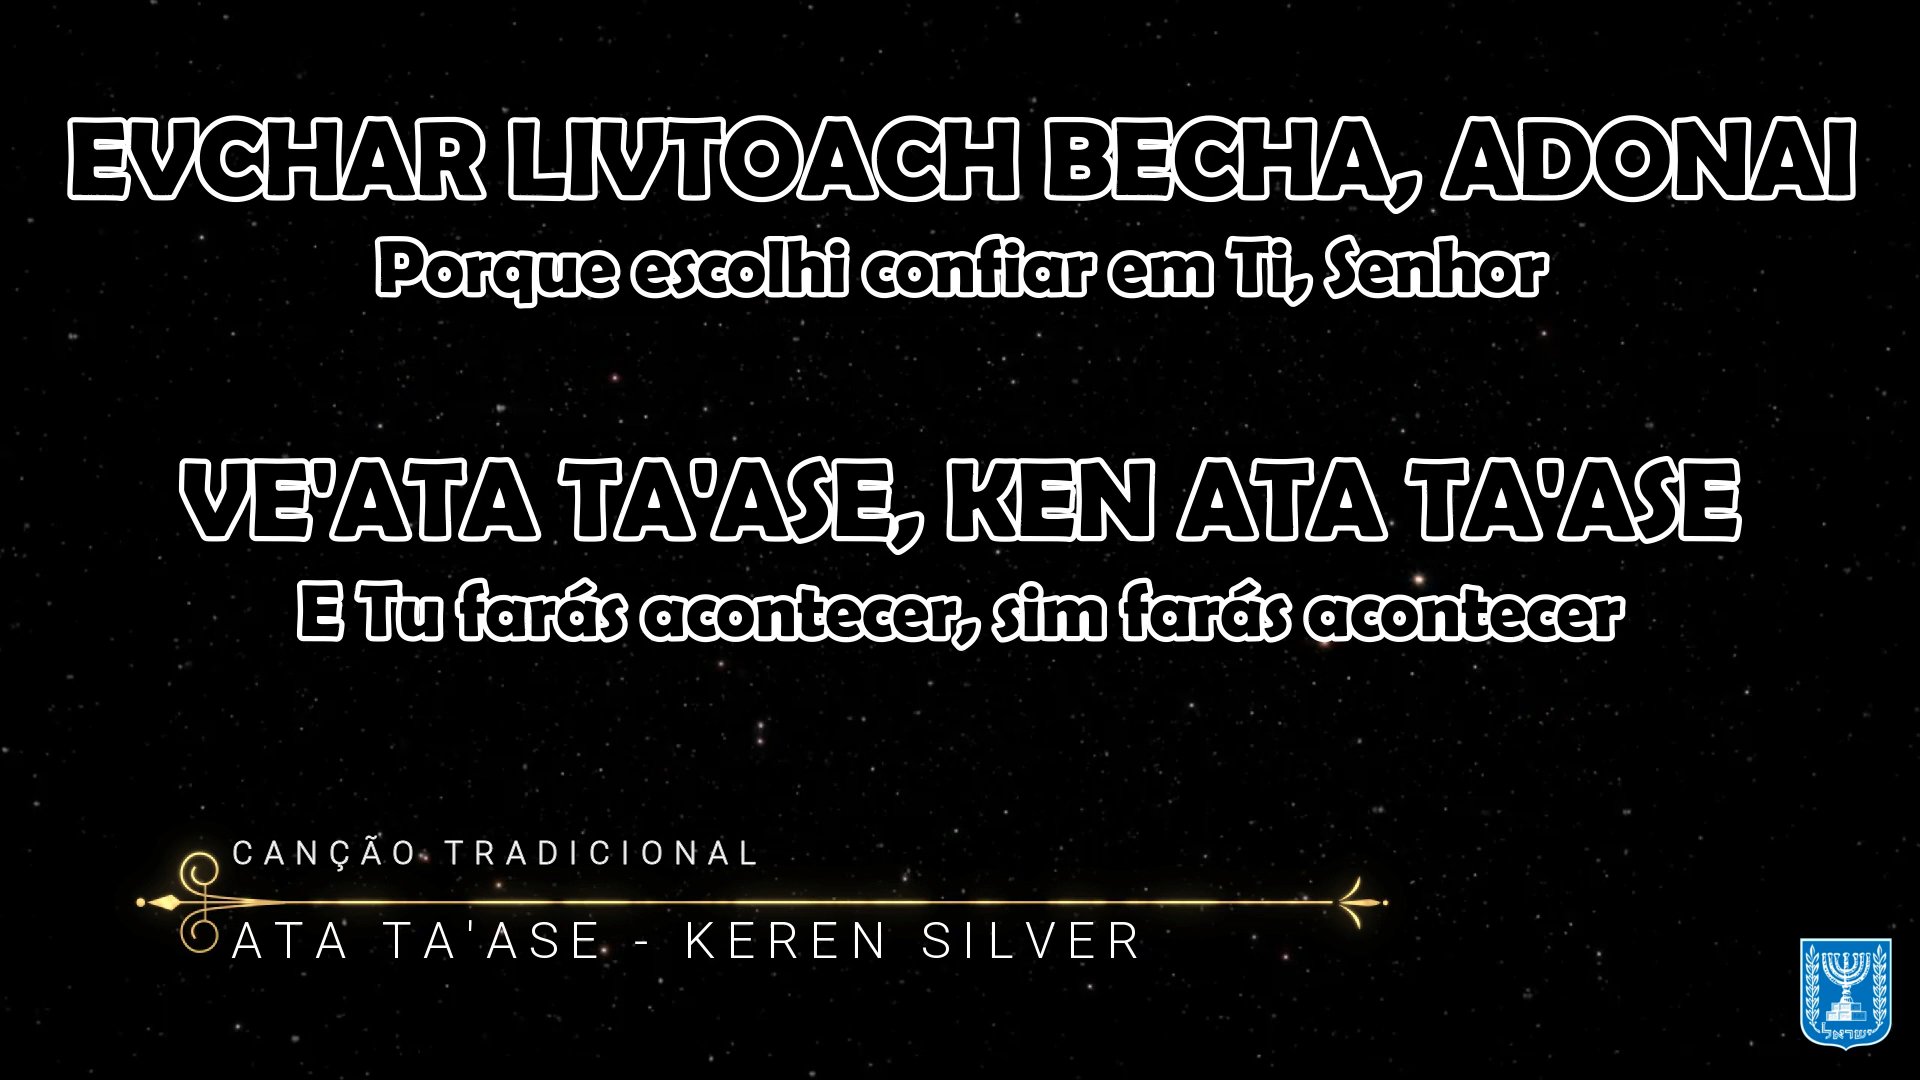 EVCHAR LIVTOACH BECHA, ADONAI
Porque escolhi confiar em Ti, Senhor
VE'ATA TA'ASE, KEN ATA TA'ASE
E Tu farás acontecer, sim farás acontecer
CANÇÃO TRADICIONAL
ATA TA'ASE - KEREN SILVER
ישראל